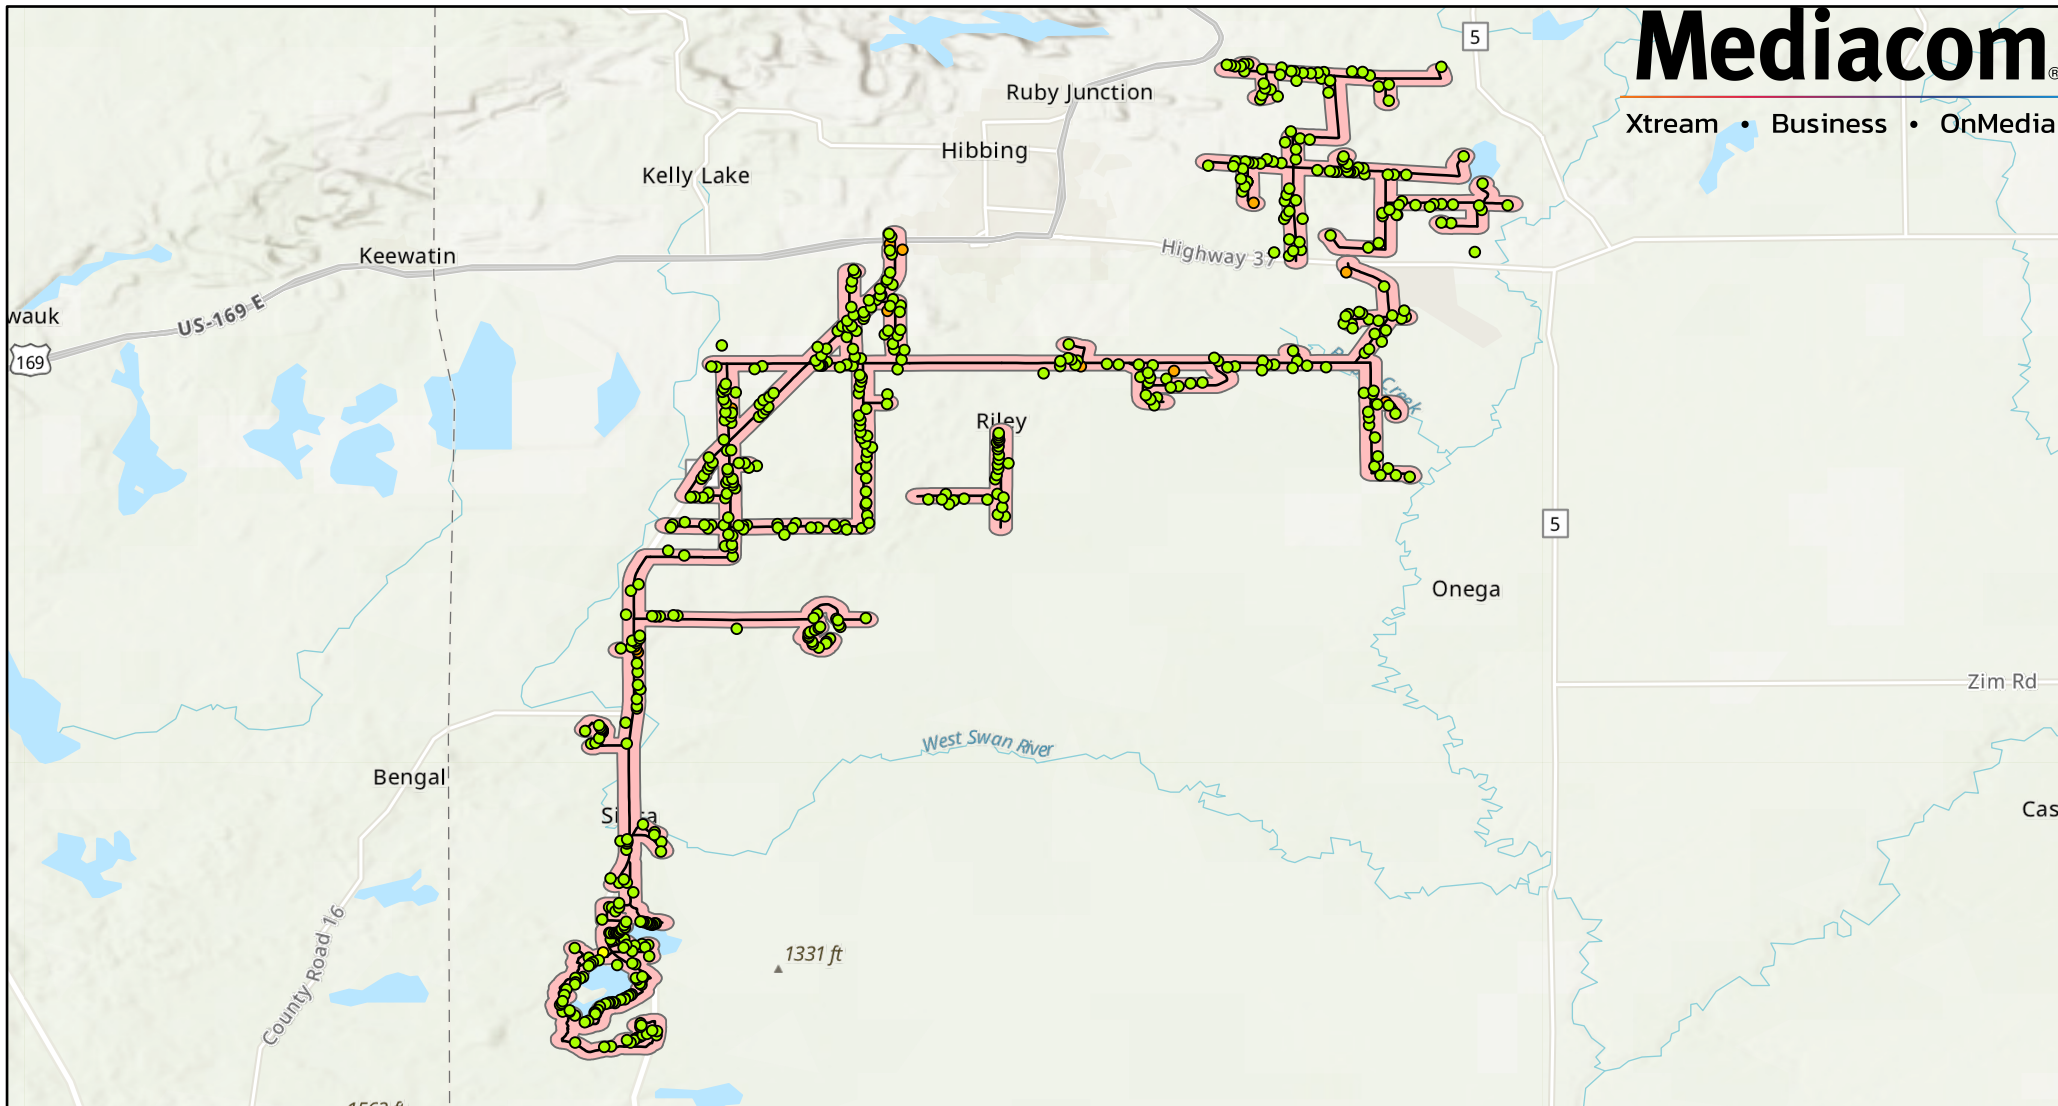 Mediacom®
Xtream • Business • OnMedia
5
Ruby Junction
Hibbing
Kelly Lake
Keewatin
Highway 37
US-169 E
wauk
169
Creek
Riley
5
Onega
Zim Rd
West Swan River
Bengal
Cas
County Road 16
1331 ft